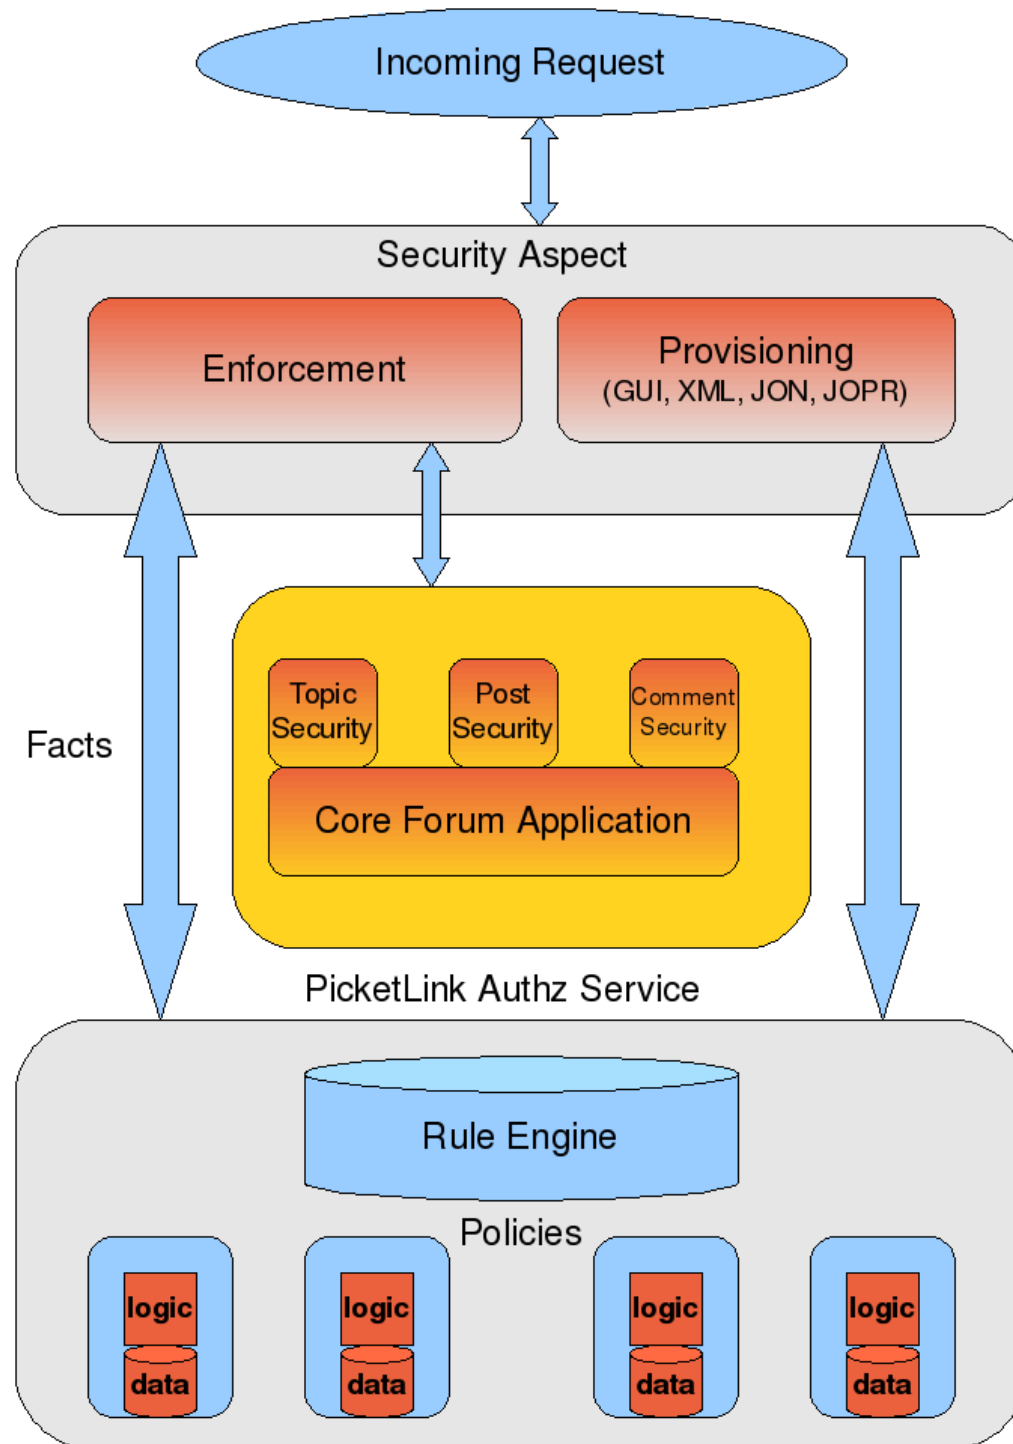 Incoming Request
Security Aspect
Enforcement
Provisioning
(GUI, XML, JON, JOPR)
Topic
Security
Post
Security
Comment
Security
Facts
Core Forum Application
PicketLink Authz Service
Rule Engine
Policies
logic
data
logic
data
logic
data
logic
data